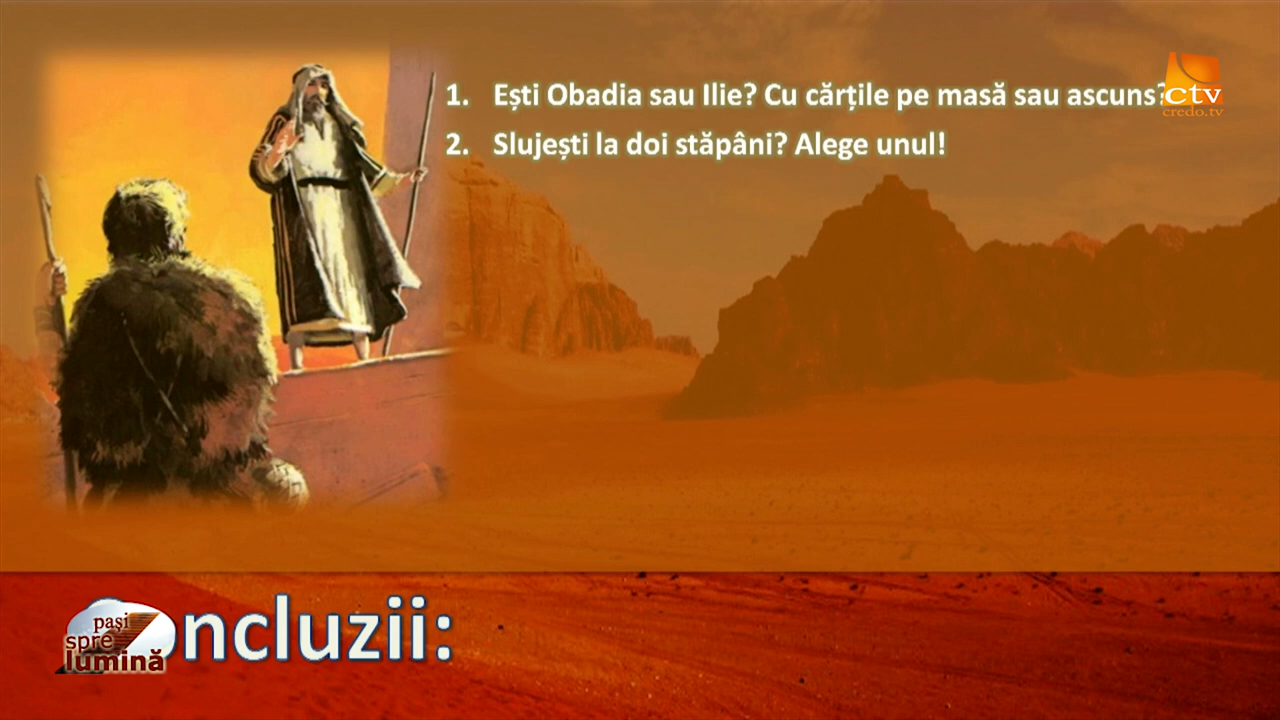 1. Ești Obadia sau Ilie? Cu cărțile pe masă sau ascuns?
2. Slujești la doi stăpâni? Alege unul!
ctv
credo.tv
ncluzii:
pași
spre
lumină